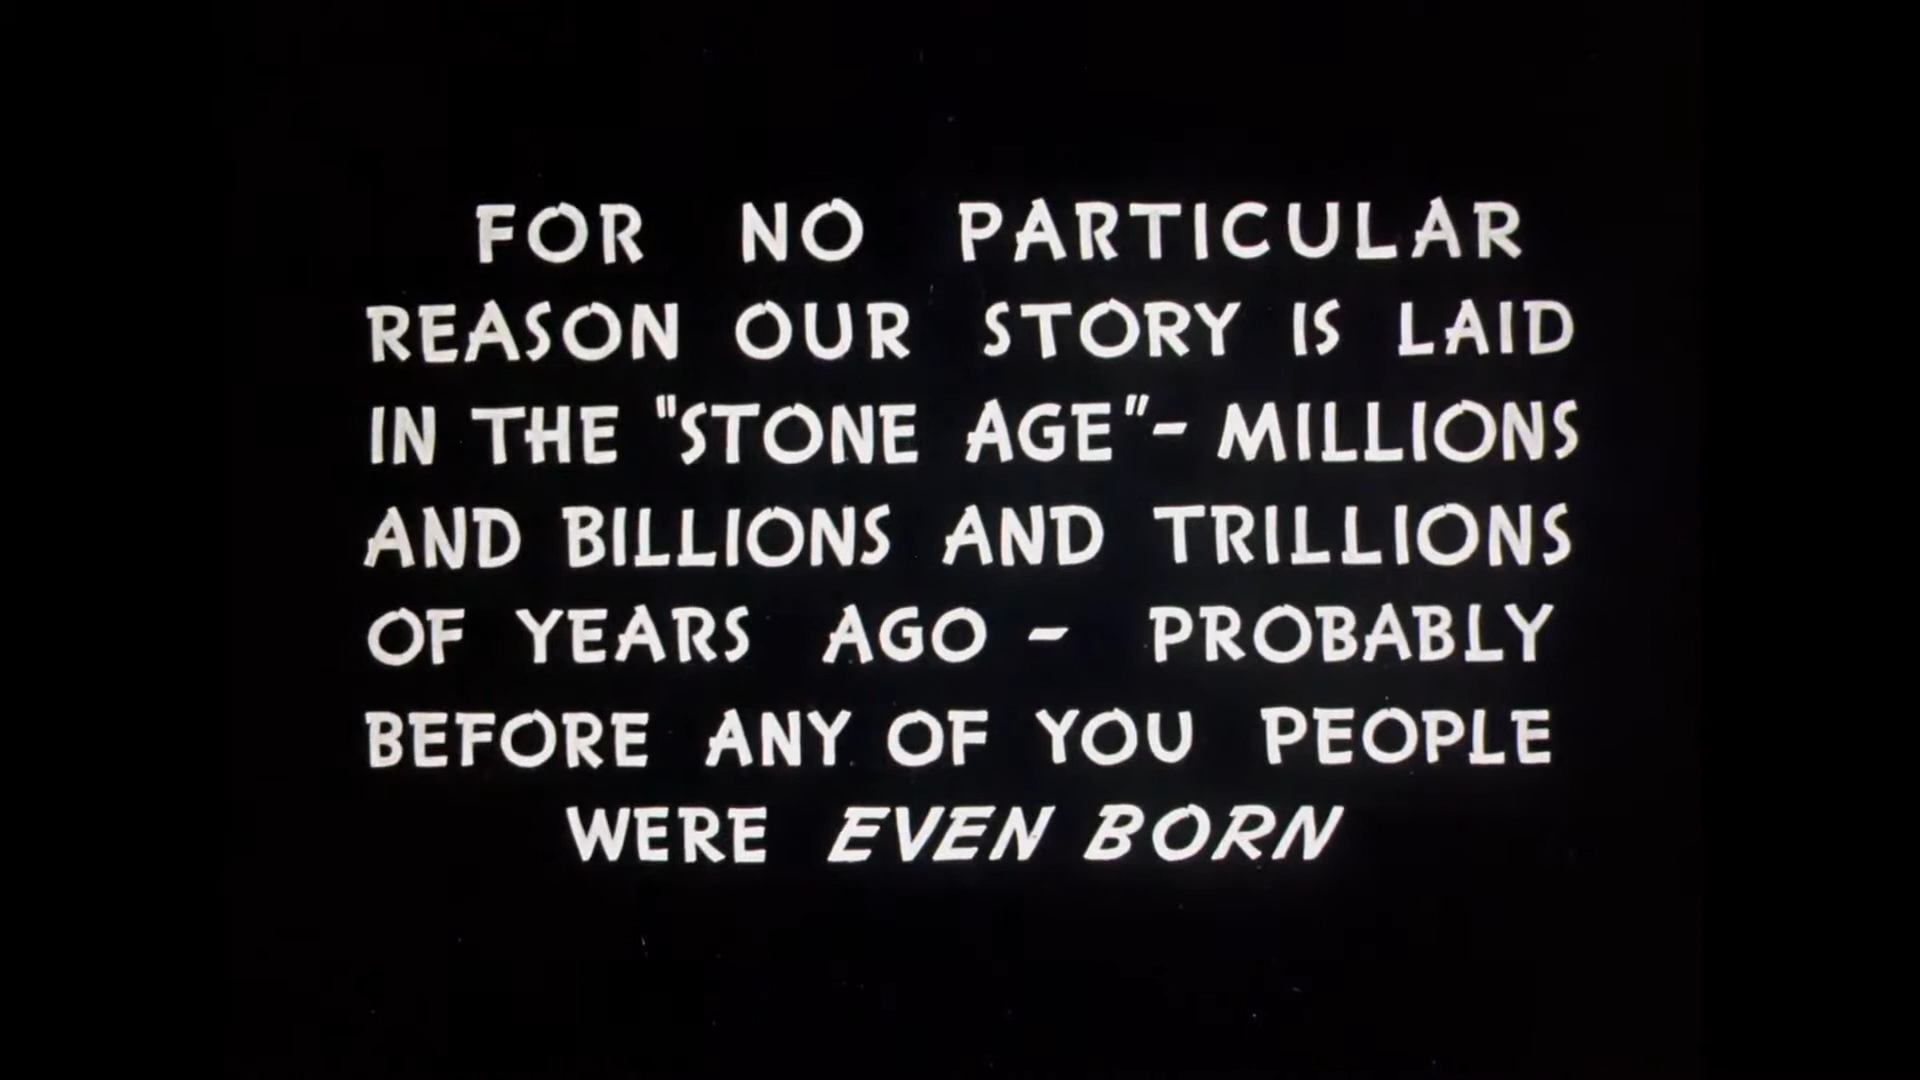 FOR NO PARTICULAR
REASON OUR STORY IS LAID
IN THE "STONE AGE"- MILLIONS
AND BILLIONS AND TRILLIONS
OF YEARS AGO - PROBABLY
BEFORE ANY OF YOU PEOPLE
WERE EVEN BORN